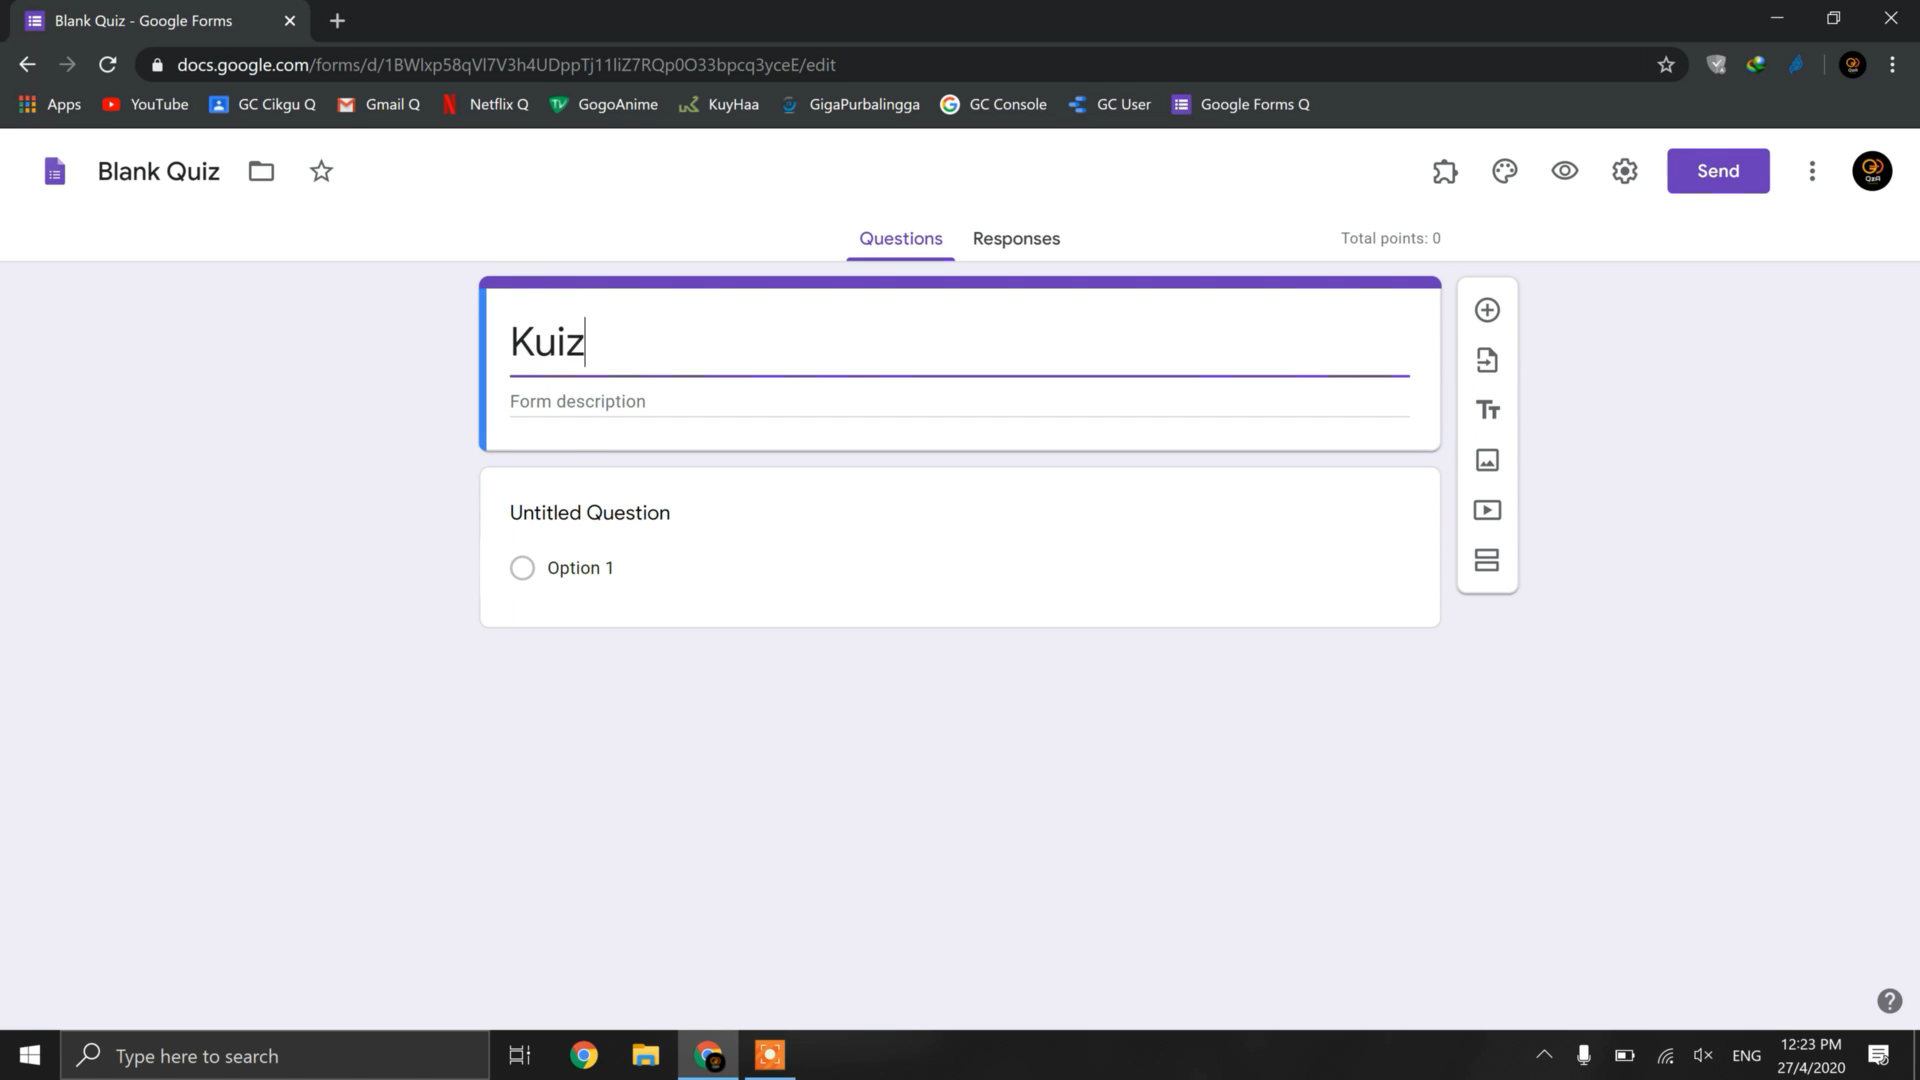 Blank Quiz - Google Forms
docs.google.com/forms/d/1BWlxp58qVl7V3h4UDppTj11liZ7RQp0O33bpcq3yceE/edit
Apps YouTube GC Cikgu Q Gmail Q Netflix Q GogoAnime KuyHaa GigaPurbalingga GC Console GC User Google Forms Q
Blank Quiz
Send
Questions Responses Total points: 0
Kuiz
Form description
Untitled Question
Option 1
Type here to search
ENG
12:23 PM
27/4/2020